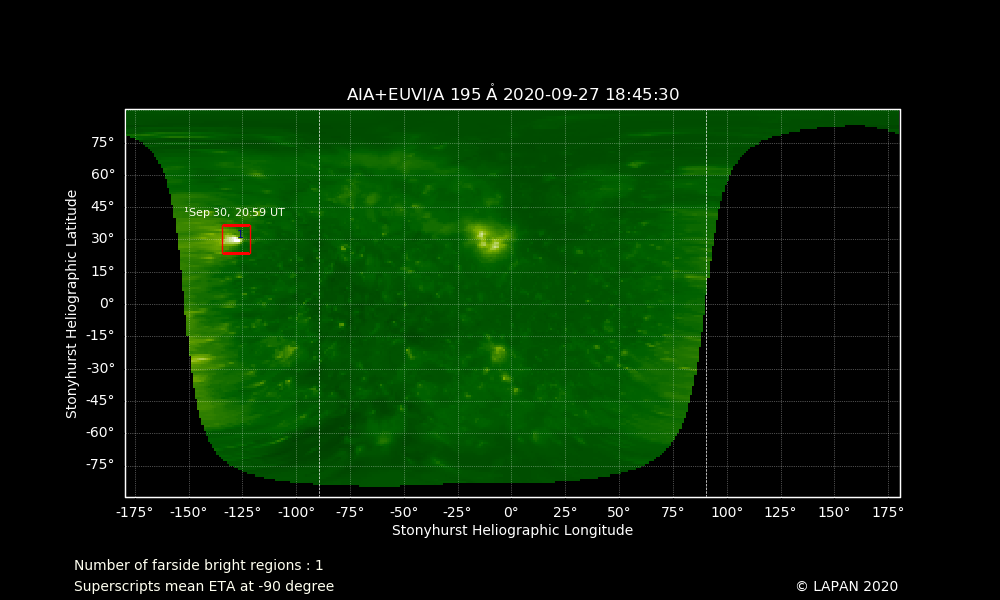 AIA+EUVI/A 195 Å 2020-09-27 18:45:30
Stonyhurst Heliographic Latitude
75°
60°
45°
30°
15°
0°
-15°
-30°
-45°
-60°
-75°
¹Sep 30, 20:59 UT
1
-175° -150° -125° -100° -75° -50° -25° 0° 25° 50° 75° 100° 125° 150° 175°
Stonyhurst Heliographic Longitude
Number of farside bright regions : 1
Superscripts mean ETA at -90 degree
© LAPAN 2020